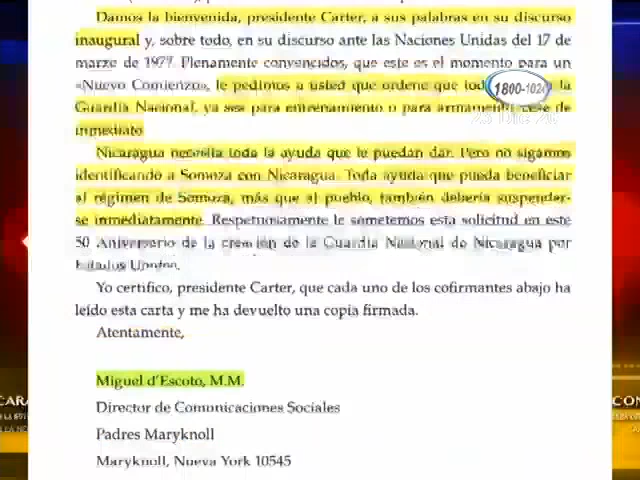 Damos la bienvenida, presidente Carter, a sus palabras en su discurso
inaugural y, sobre todo, en su discurso ante las Naciones Unidas del 17 de
marzo de 1977. Plenamente convencidos, que este es el momento para un
«Nuevo Comienzo», le pedimos a usted que ordene que la
1800-1024
Guardia Nacional, ya sea para entrenamiento o para armamento, cese de
inmediato
Nicaragua necesita toda la ayuda que le puedan dar. Pero no sigamos
identificando a Somoza con Nicaragua. Toda ayuda que pueda beneficiar
al régimen de Somoza, más que al pueblo, también debería suspender-
se inmediatamente. Respetuosamente le sometemos esta solicitud en este
50 Aniversario de la creación de la Guardia Nacional de Nicaragua por
Estados Unidos.
Yo certifico, presidente Carter, que cada uno de los cofirmantes abajo ha
leído esta carta y me ha devuelto una copia firmada.
Atentamente,
Miguel d'Escoto, M.M.
Director de Comunicaciones Sociales
Padres Maryknoll
Maryknoll, Nueva York 10545